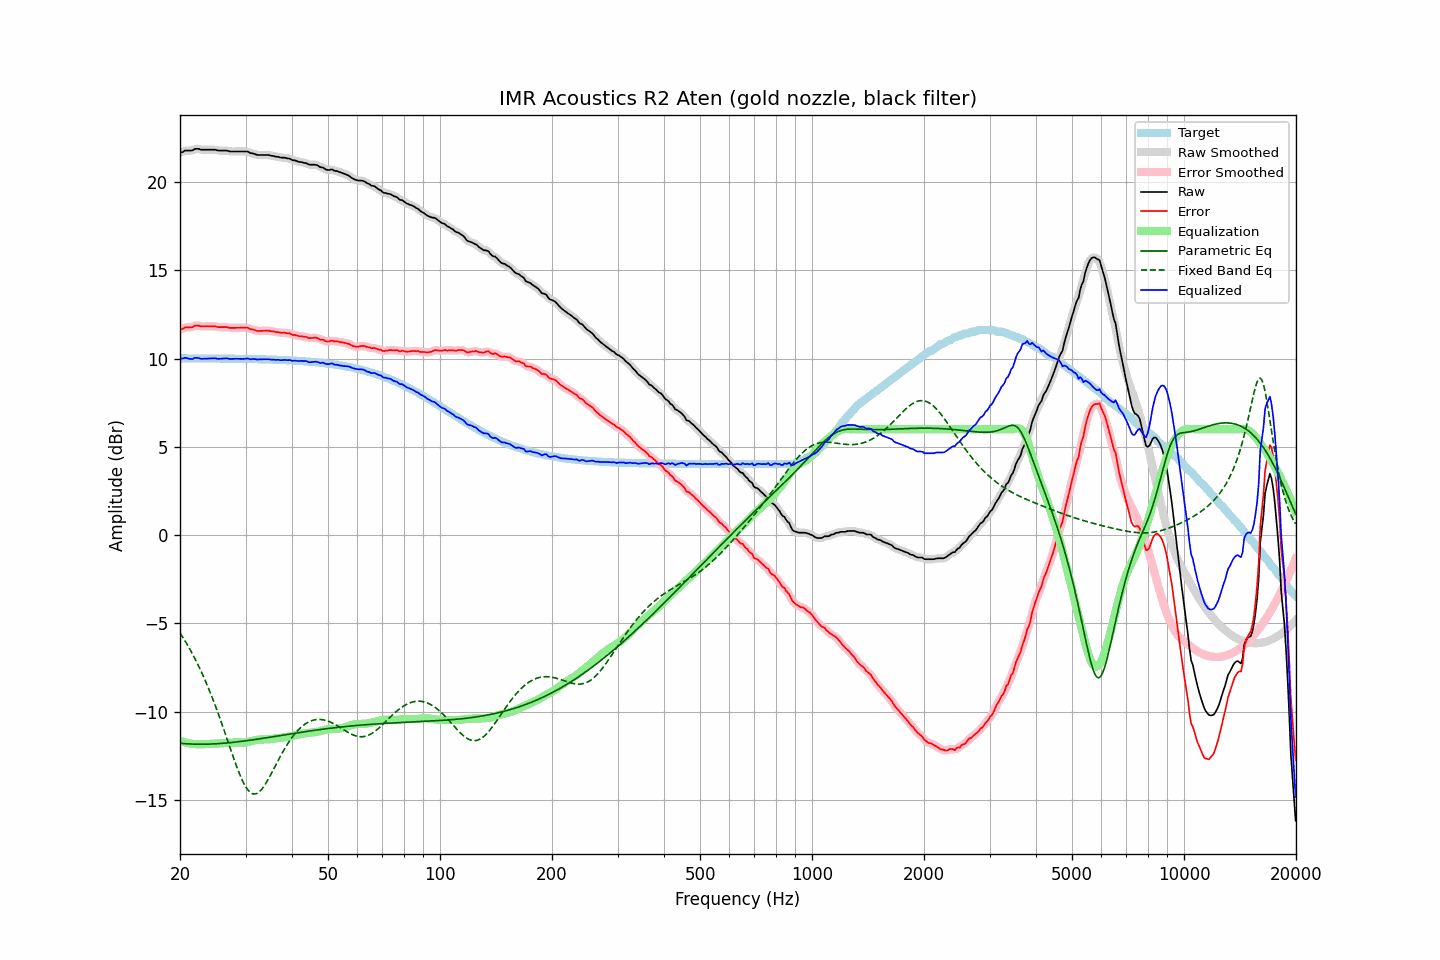 IMR Acoustics R2 Aten (gold nozzle, black filter)
Target
Raw Smoothed
Error Smoothed
Raw
Error
Equalization
Parametric Eq
Fixed Band Eq
Equalized
Amplitude (dBr)
20
15
10
5
0
−5
−10
−15
20
50
100
200
500
1000
2000
5000
10000
20000
Frequency (Hz)